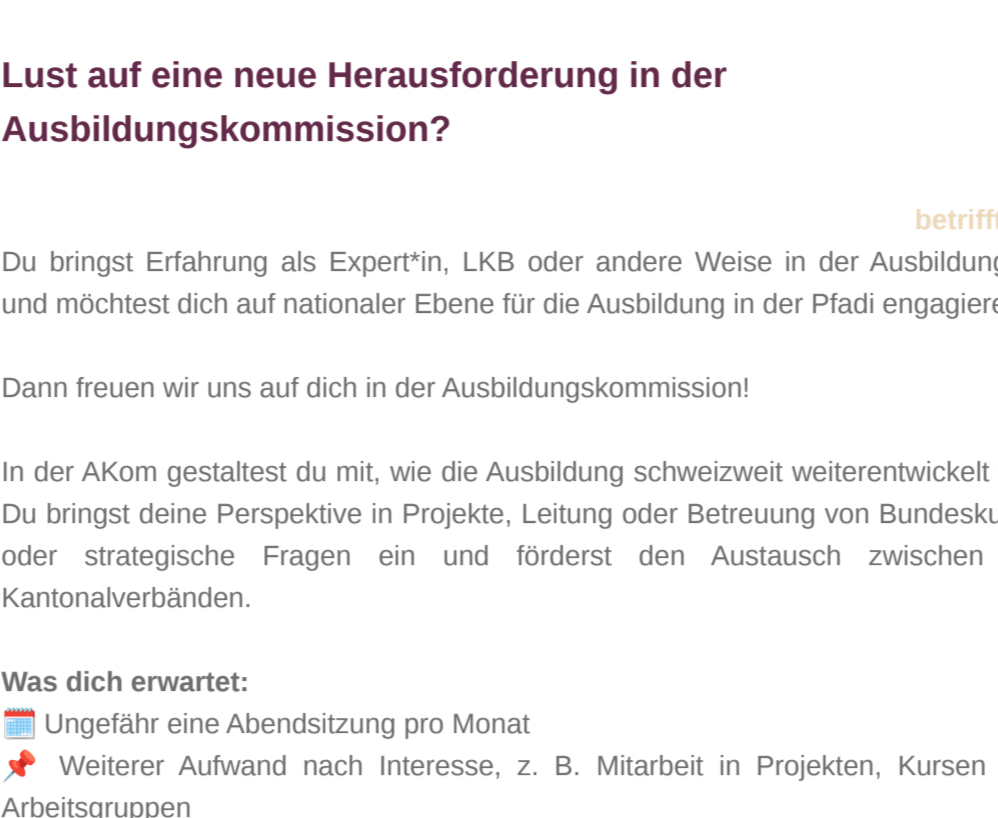 Lust auf eine neue Herausforderung in der
Ausbildungskommission?
betrifft
Du bringst Erfahrung als Expert*in, LKB oder andere Weise in der Ausbildung
und möchtest dich auf nationaler Ebene für die Ausbildung in der Pfadi engagiere
Dann freuen wir uns auf dich in der Ausbildungskommission!
In der AKom gestaltest du mit, wie die Ausbildung schweizweit weiterentwickelt
Du bringst deine Perspektive in Projekte, Leitung oder Betreuung von Bundesku
oder strategische Fragen ein und förderst den Austausch zwischen
Kantonalverbänden.
Was dich erwartet:
🗓️ Ungefähr eine Abendsitzung pro Monat
📌 Weiterer Aufwand nach Interesse, z. B. Mitarbeit in Projekten, Kursen
Arbeitsgruppen